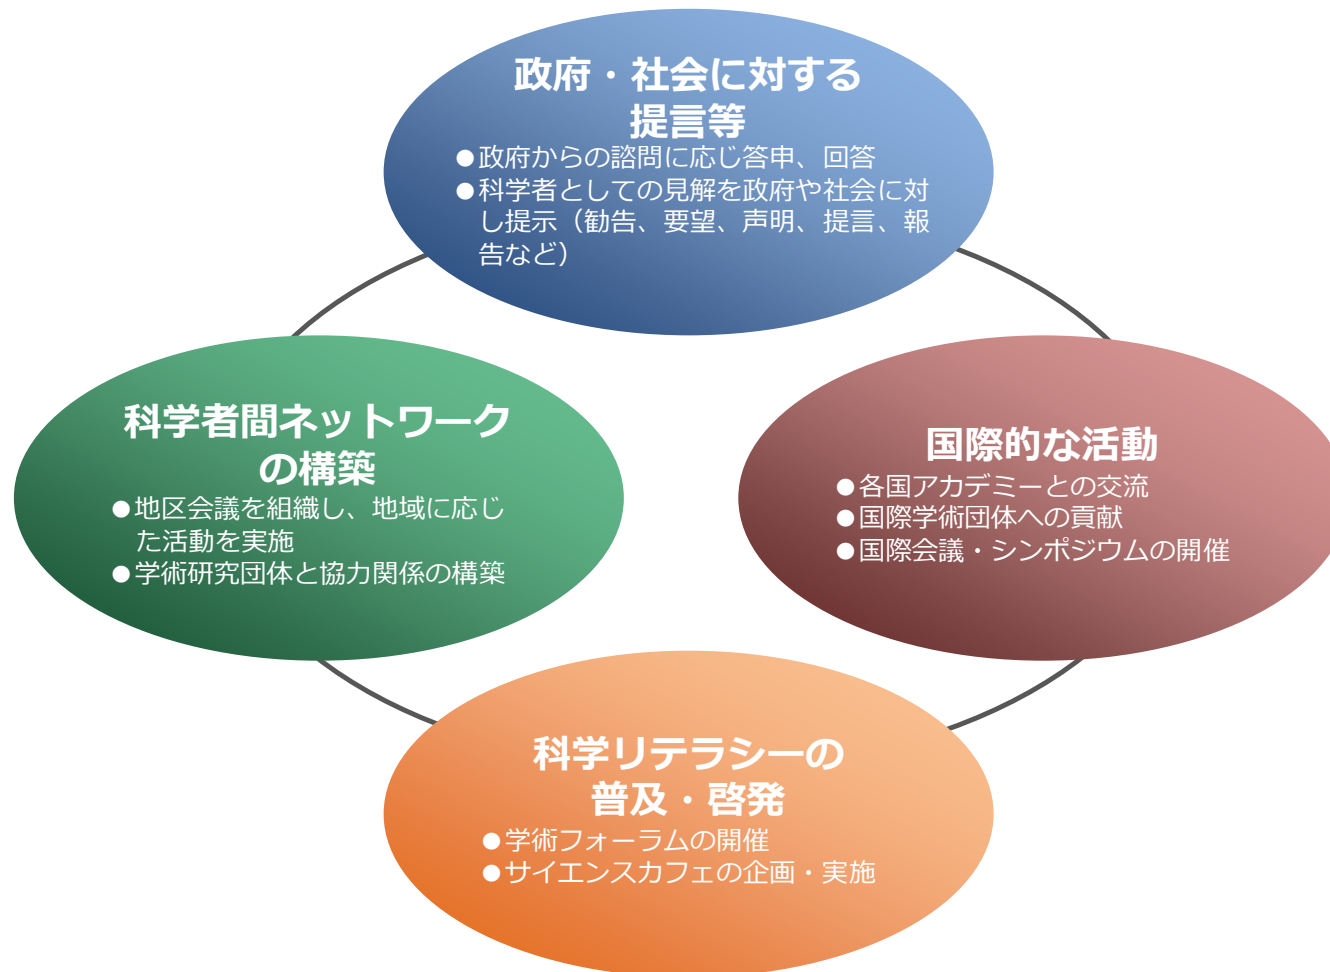 政府・社会に対する
提言等
●政府からの諮問に応じ答申、回答
●科学者としての見解を政府や社会に対
し提示（勧告、要望、声明、提言、報
告など）
科学者間ネットワーク
の構築
●地区会議を組織し、地域に応じ
た活動を実施
●学術研究団体と協力関係の構築
国際的な活動
●各国アカデミーとの交流
●国際学術団体への貢献
●国際会議・シンポジウムの開催
科学リテラシーの
普及・啓発
●学術フォーラムの開催
●サイエンスカフェの企画・実施